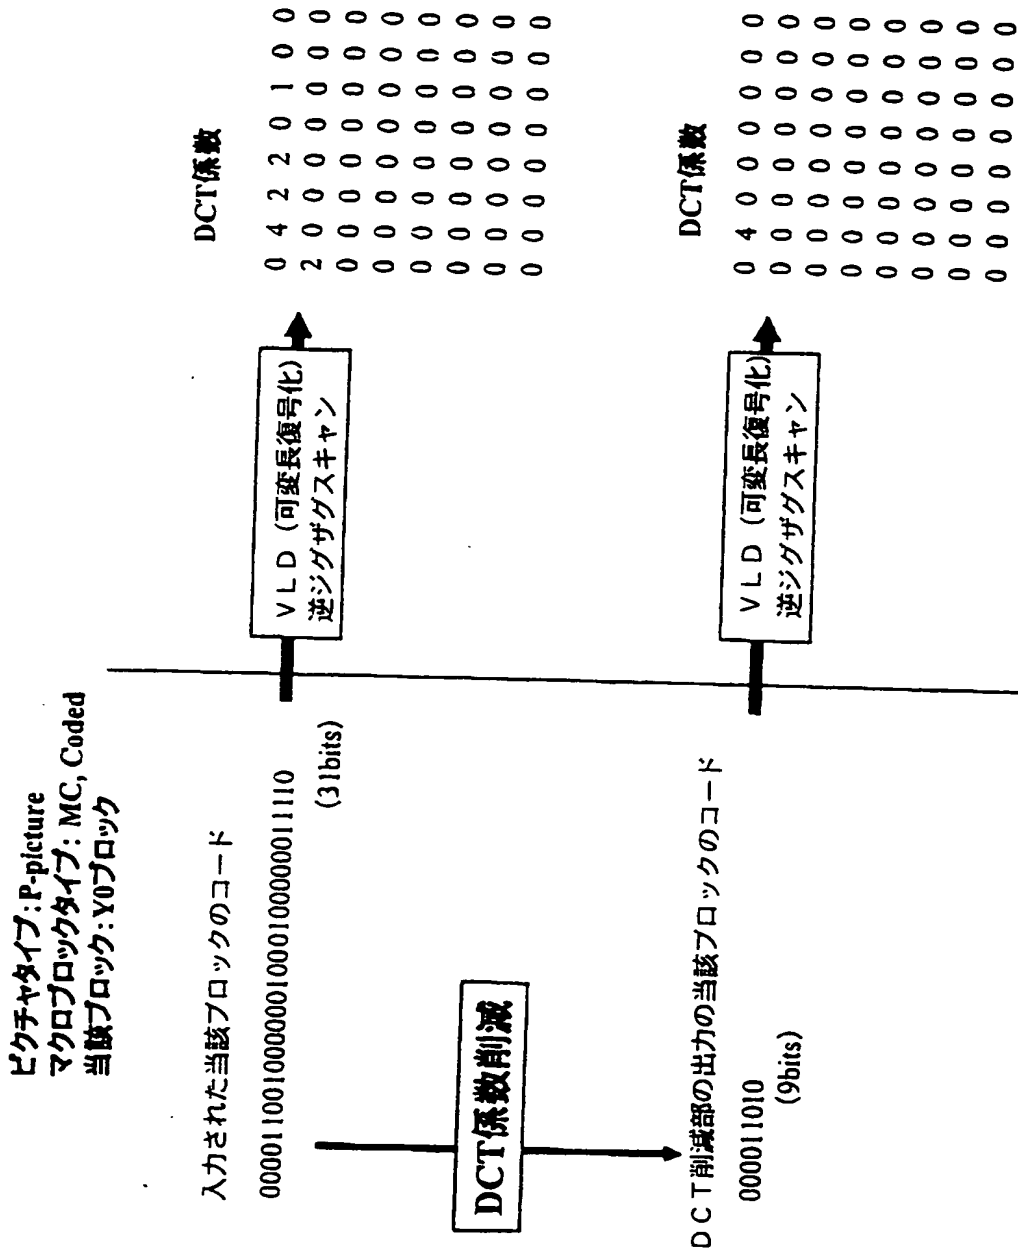 ピクチャタイプ:P-picture
マクロブロックタイプ: MC, Coded
当該ブロック:Y0ブロック
入力された当該ブロックのコード
0000110010000001000100000011110
(31bits)
VLD (可変長復号化)
逆ジグザグスキャン
DCT係数
0 4 2 2 0 1 0 0
2 0 0 0 0 0 0 0
0 0 0 0 0 0 0 0
0 0 0 0 0 0 0 0
0 0 0 0 0 0 0 0
0 0 0 0 0 0 0 0
0 0 0 0 0 0 0 0
0 0 0 0 0 0 0 0
DCT係数削減
DCT削減部の出力の当該ブロックのコード
000011010
(9bits)
VLD (可変長復号化)
逆ジグザグスキャン
DCT係数
0 4 0 0 0 0 0 0
0 0 0 0 0 0 0 0
0 0 0 0 0 0 0 0
0 0 0 0 0 0 0 0
0 0 0 0 0 0 0 0
0 0 0 0 0 0 0 0
0 0 0 0 0 0 0 0
0 0 0 0 0 0 0 0